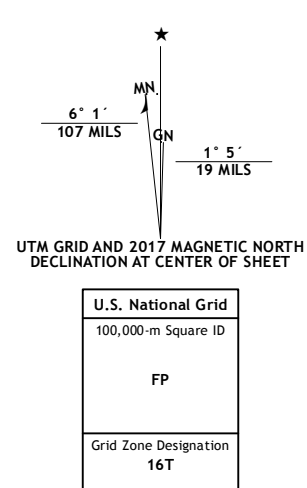 ★
MN
6° 1´
107 MILS
GN
1° 5´
19 MILS
UTM GRID AND 2017 MAGNETIC NORTH
DECLINATION AT CENTER OF SHEET
U.S. National Grid
100,000-m Square ID
FP
Grid Zone Designation
16T